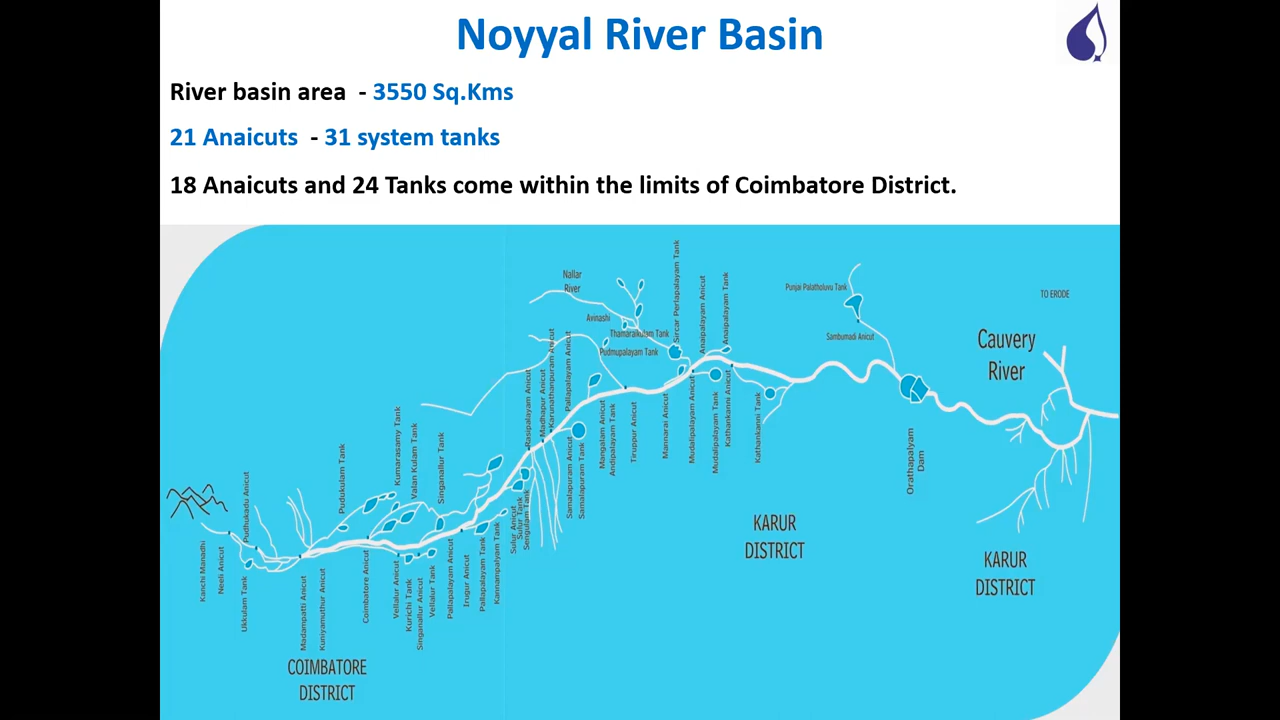 Noyyal River Basin
River basin area - 3550 Sq.Kms
21 Anaicuts - 31 system tanks
18 Anaicuts and 24 Tanks come within the limits of Coimbatore District.
Nallar
River
Avinashi
Thamaraikulam Tank
Pudmupalayam Tank
Sircar Periapalayam Tank
Anaipalayam Anicut
Anaipalayam Tank
Punjai Palatholuvu Tank
Sambumadi Anicut
TO ERODE
Cauvery
River
Rasipalayam Anicut
Madhapur Anicut
Karunathanpuram Anicut
Pallapalayam Anicut
Pudukulam Tank
Kumarasamy Tank
Valan Kulam Tank
Singanallur Tank
Pudhukadu Anicut
Kanchi Manadhi
Neeli Anicut
Ukkulam Tank
Madampatti Anicut
Kuniyamuthur Anicut
Coimbatore Anicut
Vellalur Anicut
Kurichi Tank
Singanallur Anicut
Vellalur Tank
Pallapalayam Anicut
Irugur Anicut
Pallapalayam Tank
Kannampalyam Tank
Sulur Anicut
Sulur Tank
Sengulam Tank
Samalapuram Anicut
Samalapuram Tank
Mangalam Anicut
Andipalayam Tank
Tiruppur Anicut
Mannarai Anicut
Mudalipalayam Anicut
Mudalipalayam Tank
Kathankanni Anicut
Kathankanni Tank
Orathapalyam
Dam
KARUR
DISTRICT
KARUR
DISTRICT
COIMBATORE
DISTRICT